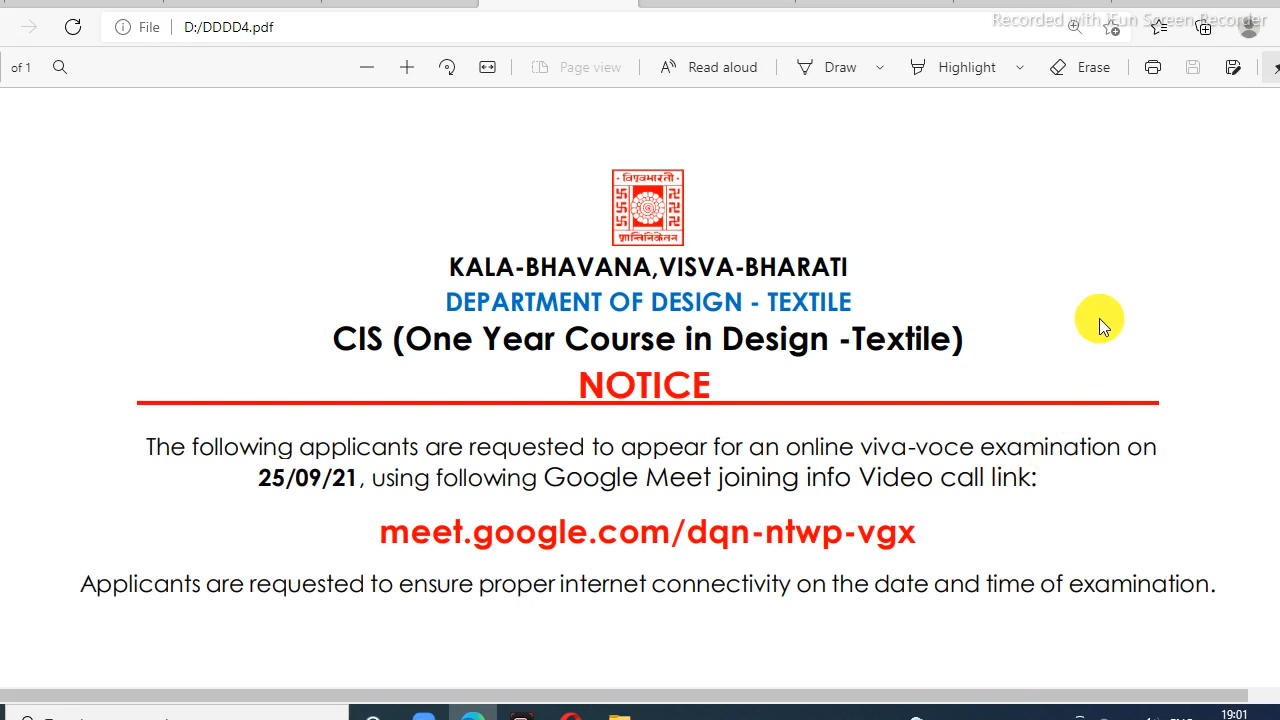 Recorded with iFun Screen Recorder
File D:/DDDD4.pdf
of 1 Page view Read aloud Draw Highlight Erase
विश्वभारती
शान्तिनिकेतन
KALA-BHAVANA,VISVA-BHARATI
DEPARTMENT OF DESIGN - TEXTILE
CIS (One Year Course in Design -Textile)
NOTICE
The following applicants are requested to appear for an online viva-voce examination on
25/09/21, using following Google Meet joining info Video call link:
meet.google.com/dqn-ntwp-vgx
Applicants are requested to ensure proper internet connectivity on the date and time of examination.
19:01